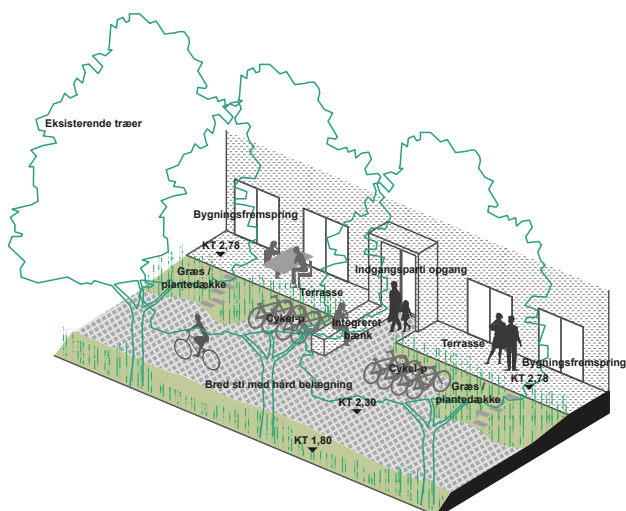 Eksisterende træer
Bygningsfremspring
KT 2,78
Græs /
plantedække
Indgangsparti opgang
Terrasse
Cykel-p
Integreret
bænk
Terrasse
Bygningsfremspring
KT 2,78
Cykel-p
Græs /
plantedække
Bred sti med hård belægning
KT 2,30
KT 1,80